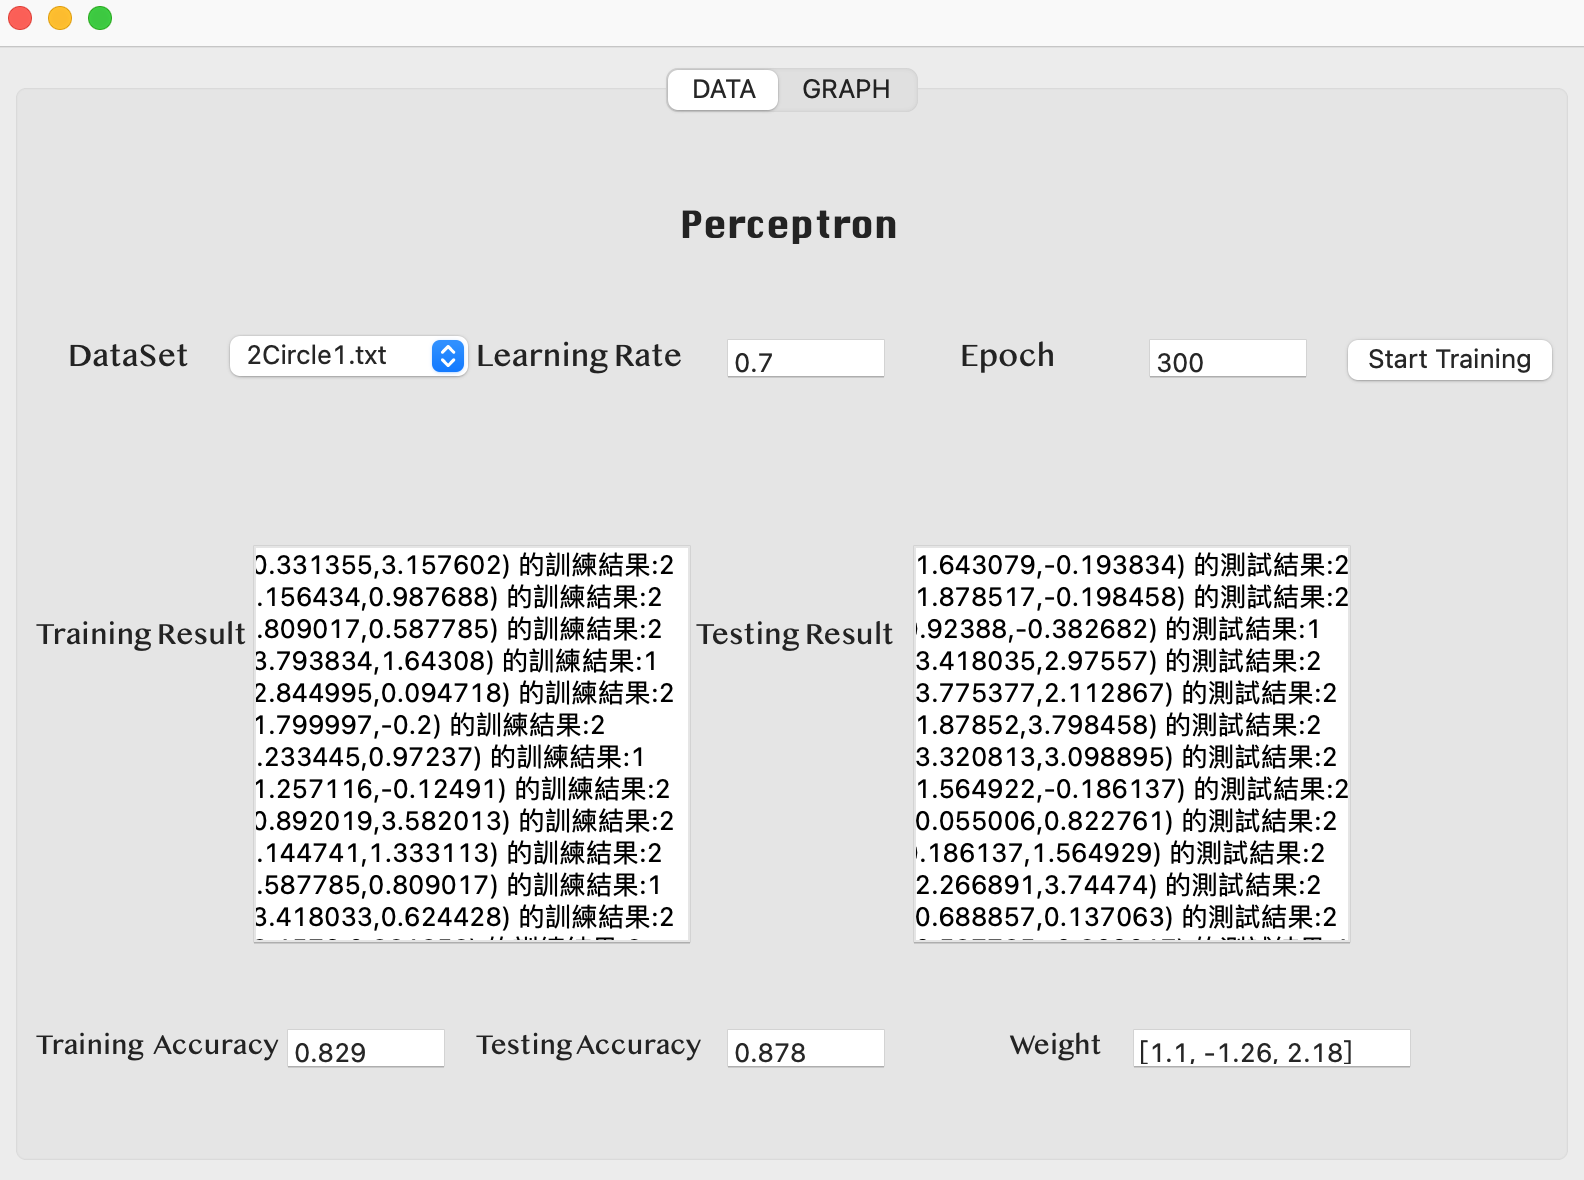 DATA GRAPH
Perceptron
DataSet 2Circle1.txt Learning Rate 0.7 Epoch 300 Start Training
Training Result
0.331355,3.157602) 的訓練結果:2
.156434,0.987688) 的訓練結果:2
.809017,0.587785) 的訓練結果:2
3.793834,1.64308) 的訓練結果:1
2.844995,0.094718) 的訓練結果:2
1.799997,-0.2) 的訓練結果:2
.233445,0.97237) 的訓練結果:1
1.257116,-0.12491) 的訓練結果:2
0.892019,3.582013) 的訓練結果:2
.144741,1.333113) 的訓練結果:2
.587785,0.809017) 的訓練結果:1
3.418033,0.624428) 的訓練結果:2
Testing Result
1.643079,-0.193834) 的測試結果:2
1.878517,-0.198458) 的測試結果:2
.92388,-0.382682) 的測試結果:1
3.418035,2.97557) 的測試結果:2
3.775377,2.112867) 的測試結果:2
1.87852,3.798458) 的測試結果:2
3.320813,3.098895) 的測試結果:2
1.564922,-0.186137) 的測試結果:2
0.055006,0.822761) 的測試結果:2
.186137,1.564929) 的測試結果:2
2.266891,3.74474) 的測試結果:2
0.688857,0.137063) 的測試結果:2
Training Accuracy 0.829 Testing Accuracy 0.878 Weight [1.1, -1.26, 2.18]